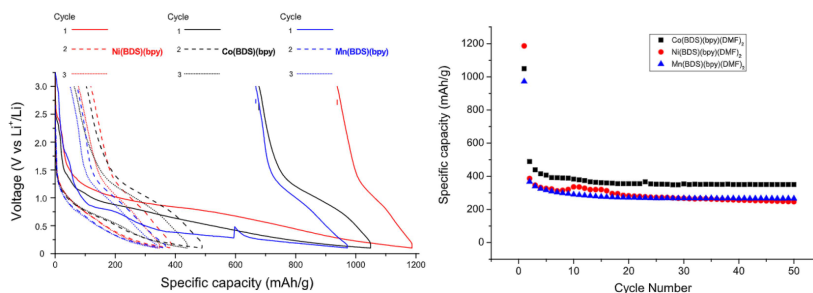 Cycle Cycle Cycle
1 1 1
2 Ni(BDS)(bpy) 2 Co(BDS)(bpy) 2 Mn(BDS)(bpy)
3 3 3
3.0
2.5
2.0
1.5
1.0
0.5
0
0 200 400 600 800 1000 1200
Voltage (V vs Li⁺/Li)
Specific capacity (mAh/g)
Co(BDS)(bpy)(DMF)₂
Ni(BDS)(bpy)(DMF)₂
Mn(BDS)(bpy)(DMF)₂
1200
1000
800
600
400
200
0
0 10 20 30 40 50
Specific capacity (mAh/g)
Cycle Number